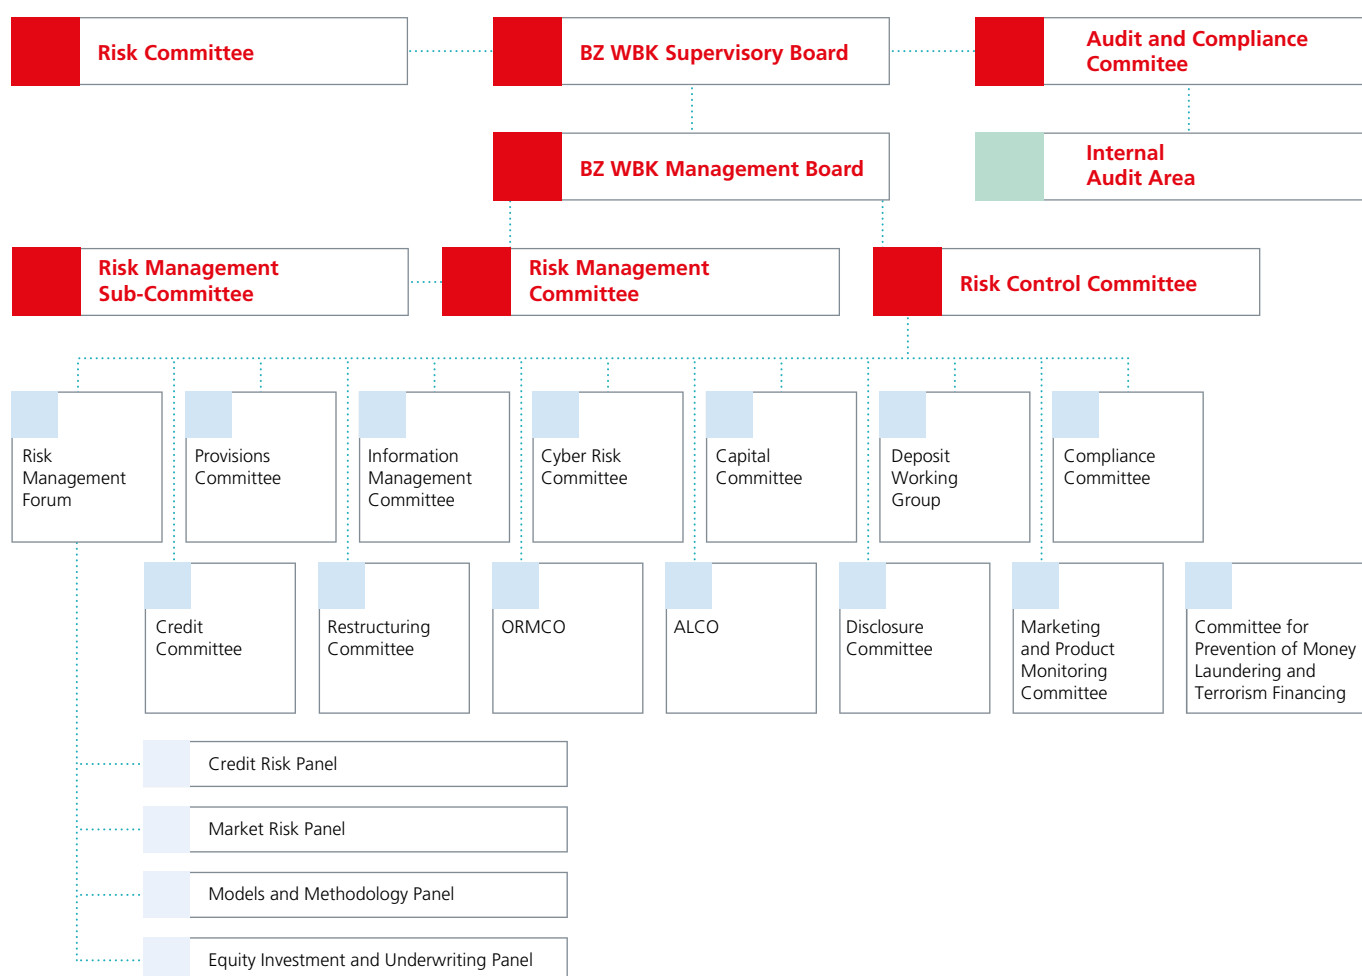 Risk Committee
BZ WBK Supervisory Board
Audit and Compliance
Commitee
BZ WBK Management Board
Internal
Audit Area
Risk Management
Sub-Committee
Risk Management
Committee
Risk Control Committee
Risk
Management
Forum
Provisions
Committee
Information
Management
Committee
Cyber Risk
Committee
Capital
Committee
Deposit
Working
Group
Compliance
Committee
Credit
Committee
Restructuring
Committee
ORMCO
ALCO
Disclosure
Committee
Marketing
and Product
Monitoring
Committee
Committee for
Prevention of Money
Laundering and
Terrorism Financing
Credit Risk Panel
Market Risk Panel
Models and Methodology Panel
Equity Investment and Underwriting Panel